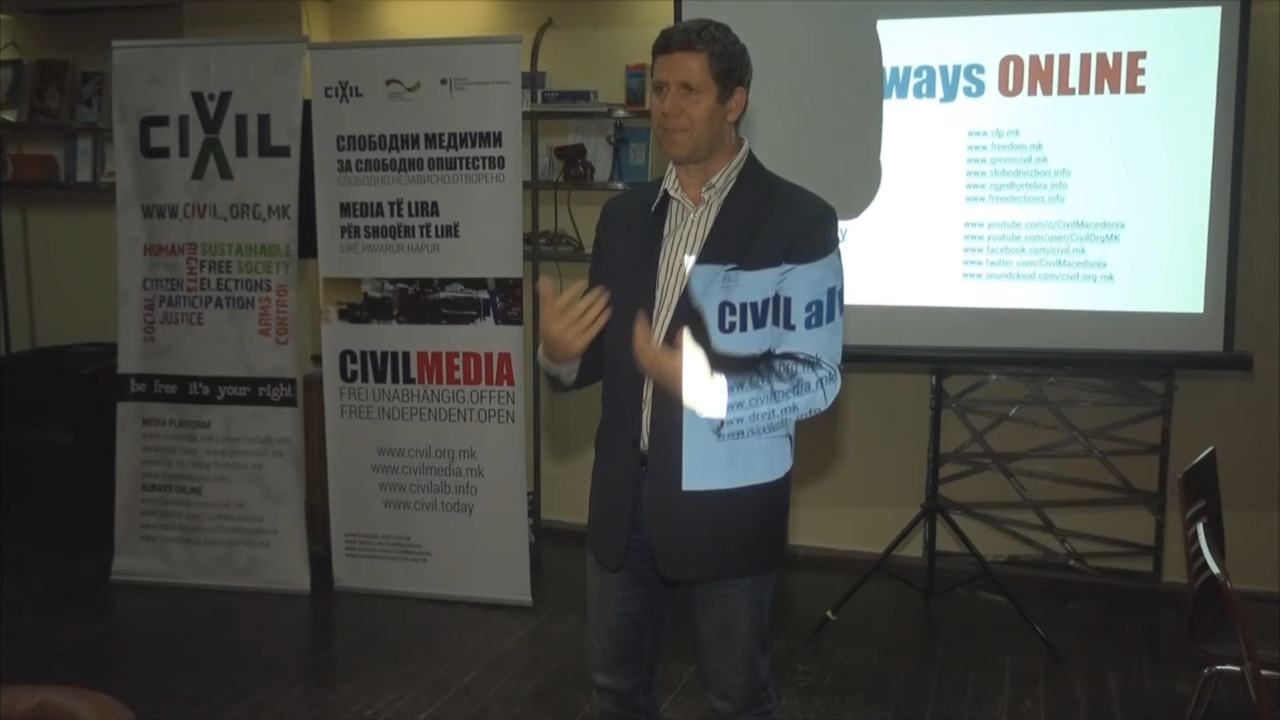 CIVIL
WWW.CIVIL.ORG.MK
HUMAN RIGHTS
SUSTAINABLE
FREE SOCIETY
CITIZEN ELECTIONS
PARTICIPATION
SOCIAL JUSTICE
ARMS CONTROL
be free it's your right
MEDIA PLATFORM
ALWAYS ONLINE
CIVIL
СЛОБОДНИ МЕДИУМИ
ЗА СЛОБОДНО ОПШТЕСТВО
СЛОБОДНО.НЕЗАВИСНО.ОТВОРЕНО
MEDIA TË LIRA
PËR SHOQËRI TË LIRË
LIRË.PAVARUR.HAPUR
CIVILMEDIA
FREI.UNABHÄNGIG.OFFEN
FREE.INDEPENDENT.OPEN
www.civil.org.mk
www.civilmedia.mk
www.civilalb.info
www.civil.today
CIVIL al
www.civil.org.mk
www.civilmedia.mk
www.drejt.mk
ways ONLINE
www.cfp.mk
www.freedom.mk
www.greencivil.mk
www.slobodniizbori.info
www.zgjedhjetelira.info
www.freeelections.info
www.youtube.com/c/CivilMacedonia
www.youtube.com/user/CivilOrgMK
www.facebook.com/civil.mk
www.twitter.com/CivilMacedonia
www.soundcloud.com/civil-org-mk